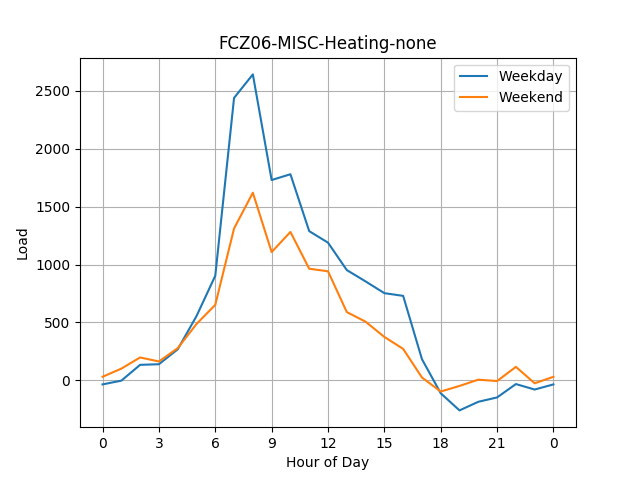 FCZ06-MISC-Heating-none
Weekday
Weekend
2500
2000
1500
1000
500
0
Load
0 3 6 9 12 15 18 21 0
Hour of Day